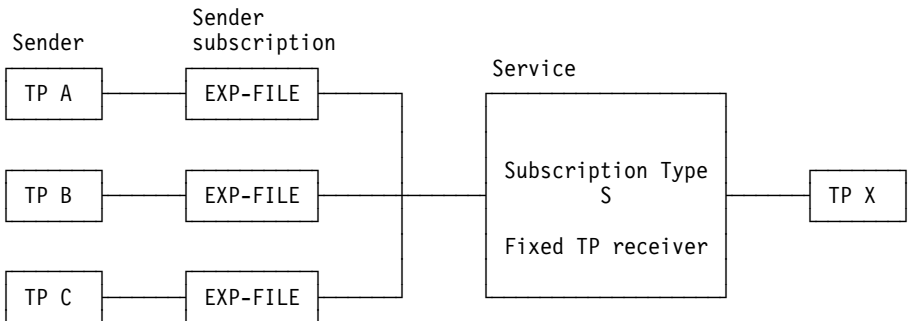 Sender
Sender
subscription
Service
TP A
EXP-FILE
Subscription Type
S
TP B
EXP-FILE
TP X
Fixed TP receiver
TP C
EXP-FILE